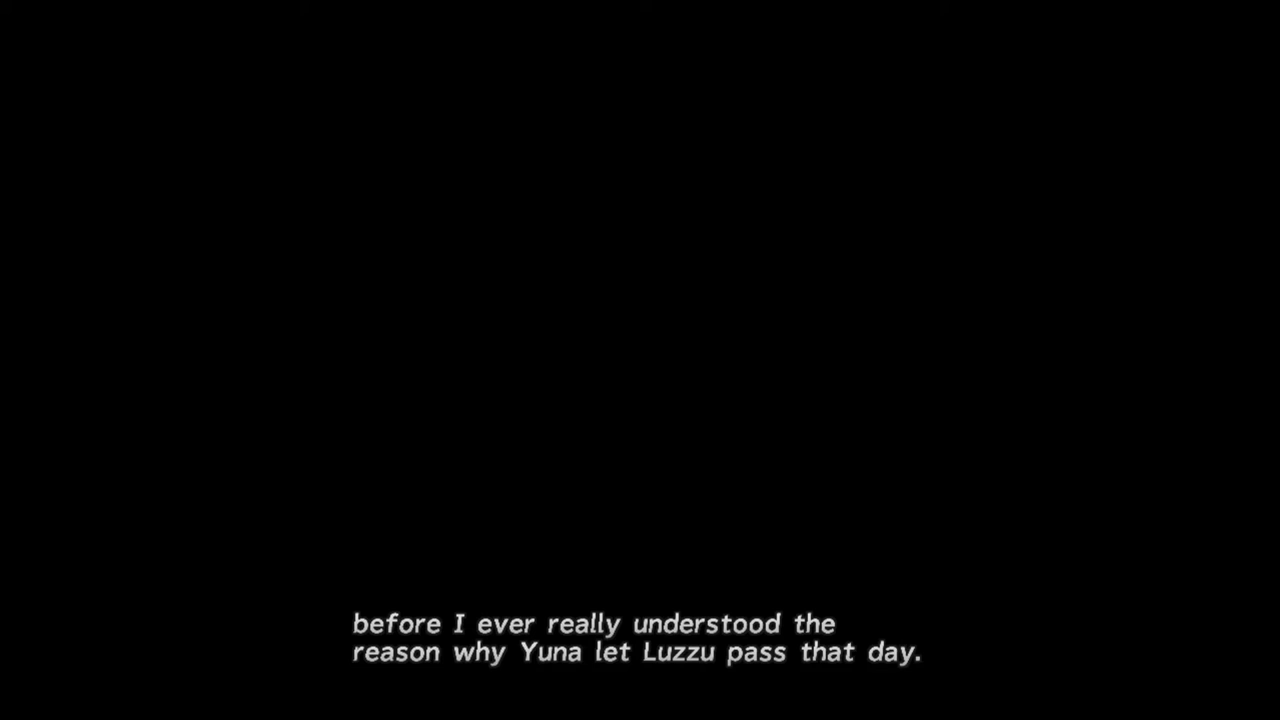 before I ever really understood the
reason why Yuna let Luzzu pass that day.